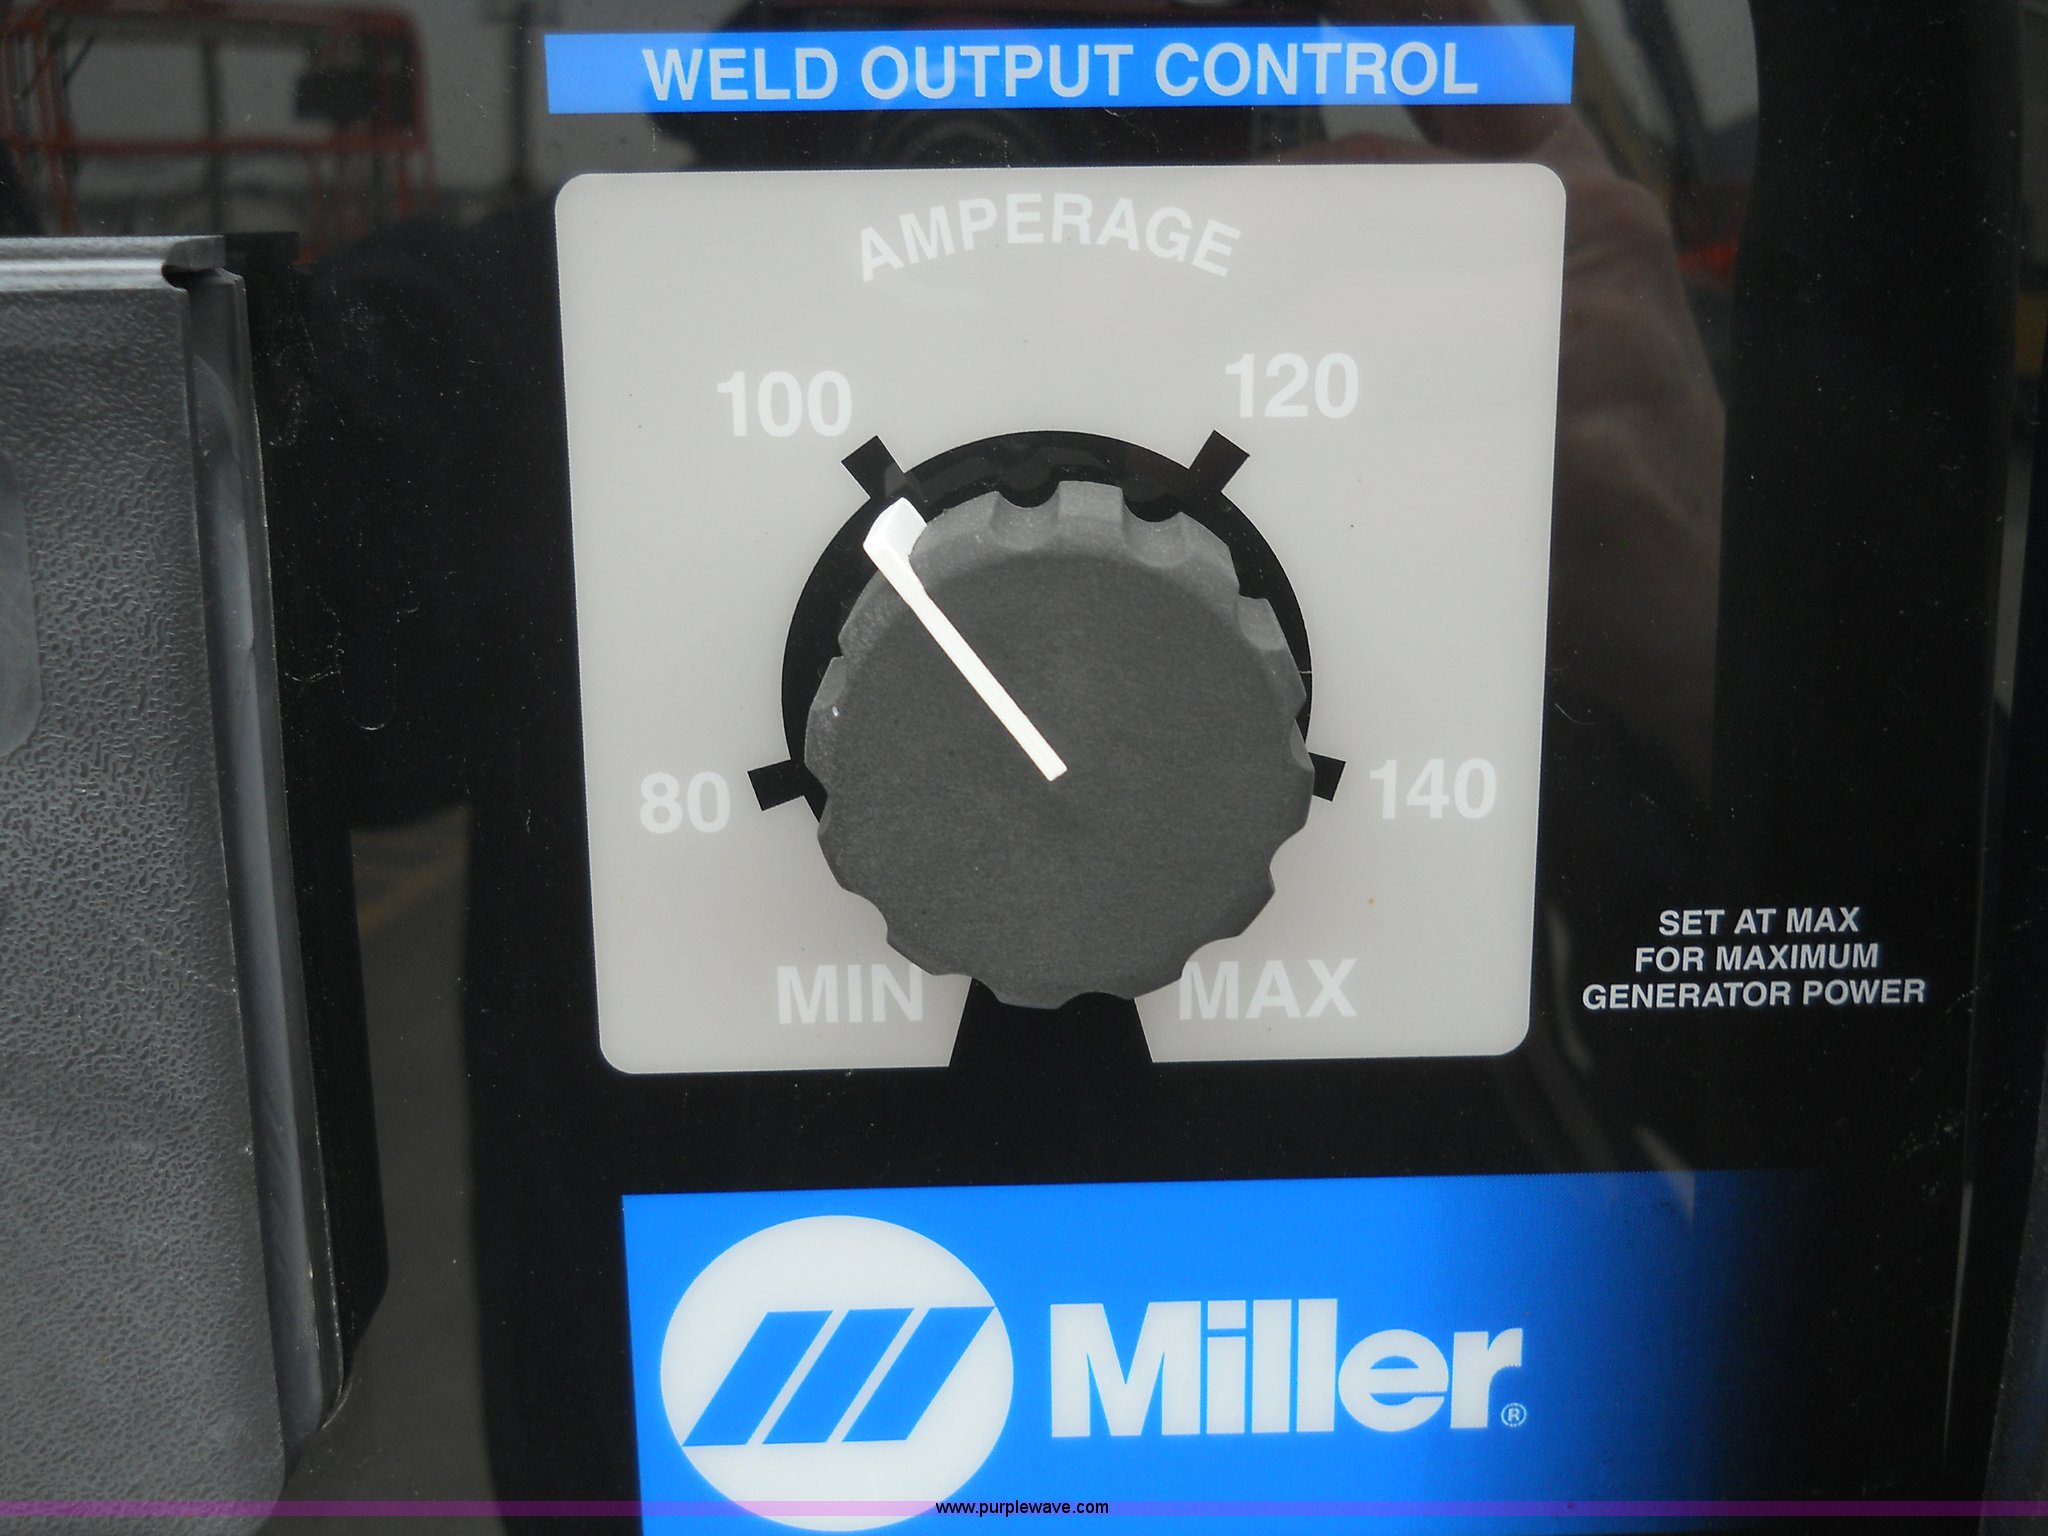 WELD OUTPUT CONTROL
AMPERAGE
100 120
80 140
MIN MAX
SET AT MAX
FOR MAXIMUM
GENERATOR POWER
Miller®
www.purplewave.com